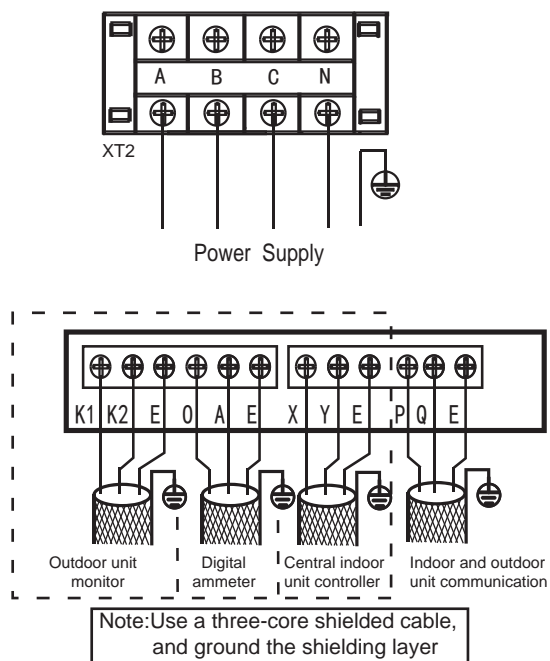 A B C N
XT2
Power Supply
K1 K2 E O A E X Y E P Q E
Outdoor unit
monitor
Digital
ammeter
Central indoor
unit controller
Indoor and outdoor
unit communication
Note:Use a three-core shielded cable,
and ground the shielding layer